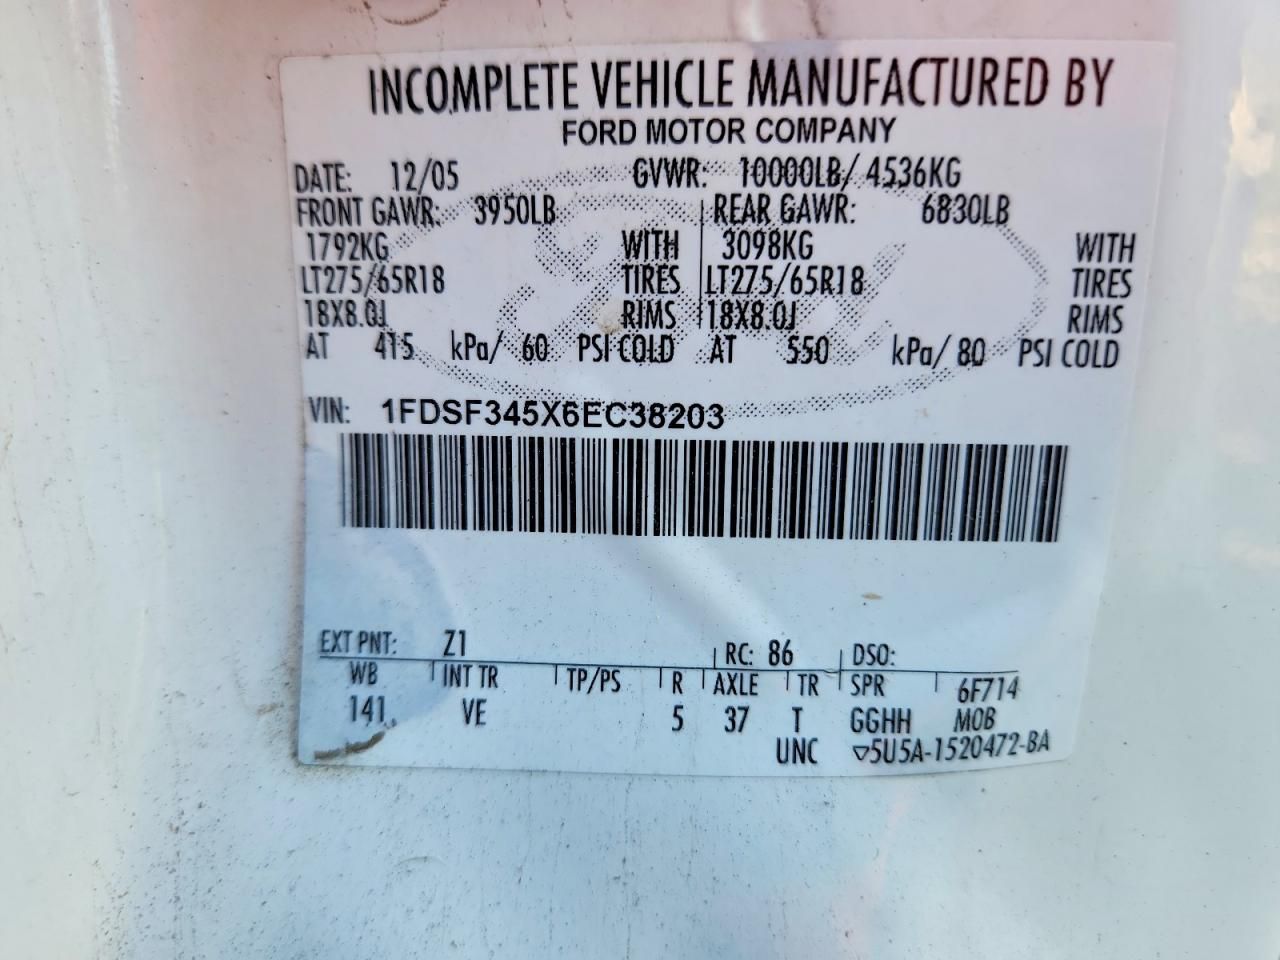 INCOMPLETE VEHICLE MANUFACTURED BY
FORD MOTOR COMPANY
DATE: 12/05 GVWR: 10000LB/ 4536KG
FRONT GAWR: 3950LB REAR GAWR: 6830LB
1792KG WITH 3098KG WITH
LT275/65R18 TIRES LT275/65R18 TIRES
18X8.0J RIMS 18X8.0J RIMS
AT 415 kPa/ 60 PSI COLD AT 550 kPa/ 80 PSI COLD
VIN: 1FDSF345X6EC38203
EXT PNT: Z1 RC: 86 DSO:
WB INT TR TP/PS R AXLE TR SPR 6F714
141 VE 5 37 T GGHH MOB
UNC ▽5U5A-1520472-BA